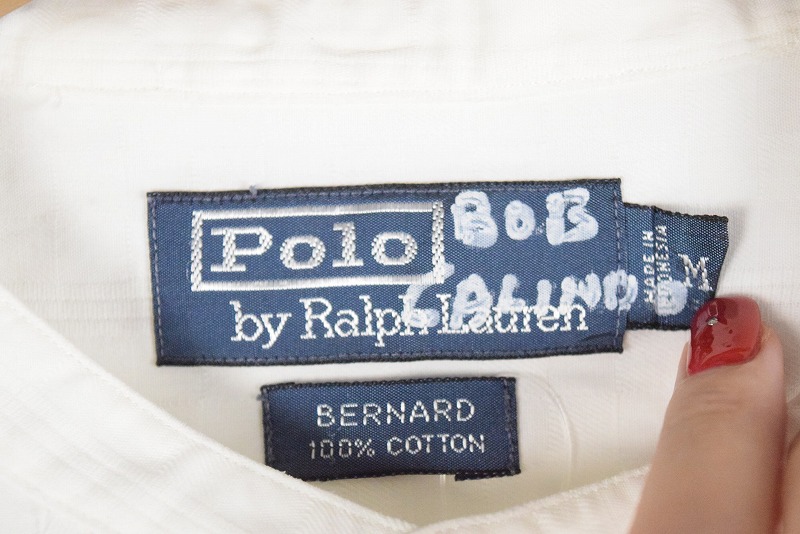 Polo
by Ralph Lauren
BOB
GALINDO
MADE IN
INDONESIA
M
BERNARD
100% COTTON